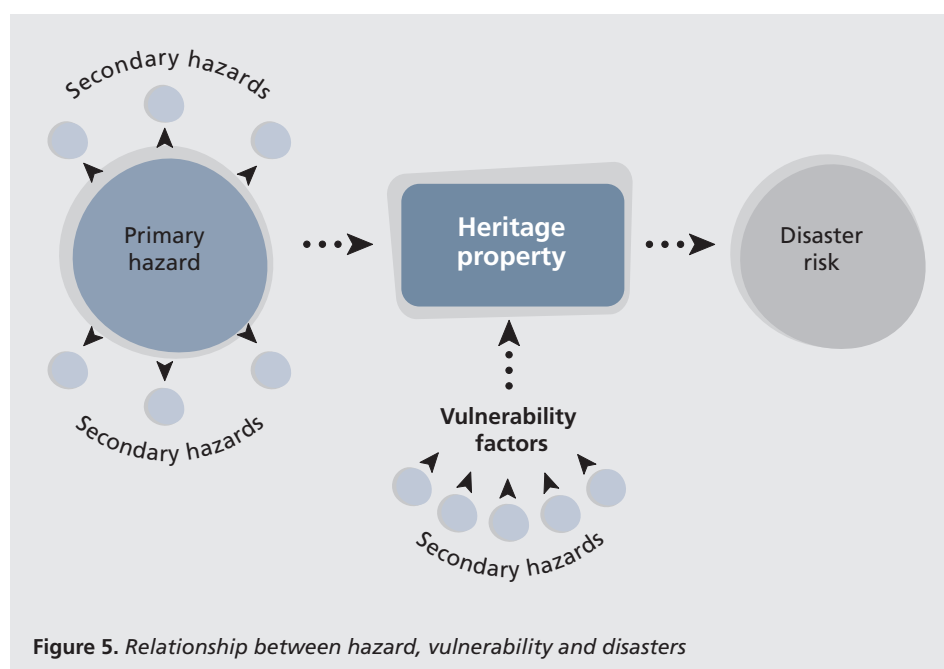 Secondary hazards
Primary
hazard
Secondary hazards
Heritage
property
Disaster
risk
Vulnerability
factors
Secondary hazards
Figure 5. Relationship between hazard, vulnerability and disasters